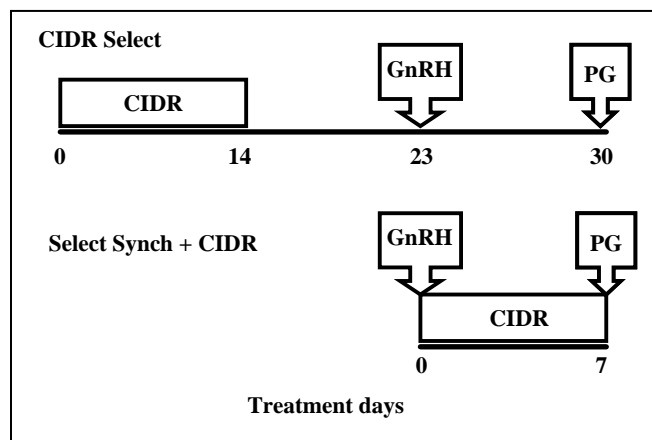 CIDR Select
GnRH
PG
CIDR
0 14 23 30
Select Synch + CIDR
GnRH
PG
CIDR
0 7
Treatment days